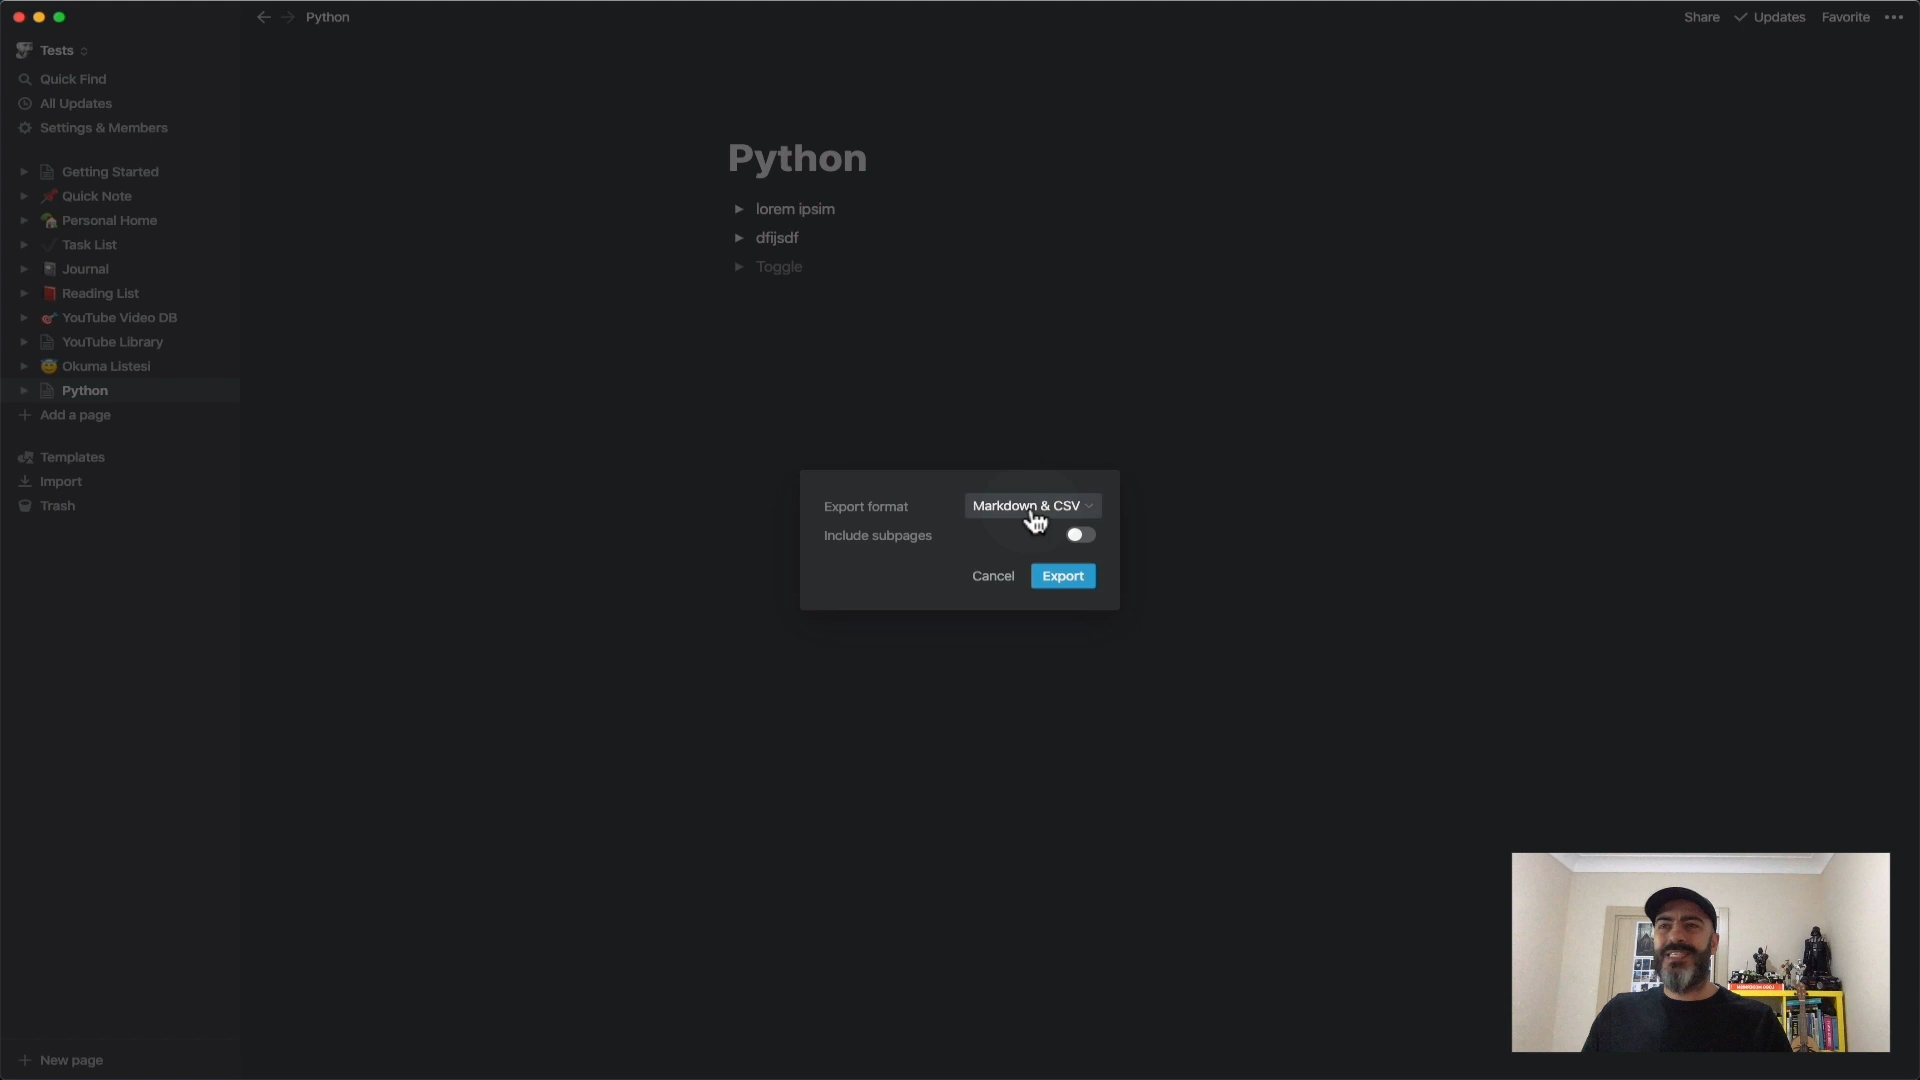 Python
Share
Updates
Favorite
Tests
Quick Find
All Updates
Settings & Members
Getting Started
Quick Note
Personal Home
Task List
Journal
Reading List
YouTube Video DB
YouTube Library
Okuma Listesi
Python
Add a page
Templates
Import
Trash
New page
Python
lorem ipsim
dfijsdf
Toggle
Export format
Markdown & CSV
Include subpages
Cancel
Export